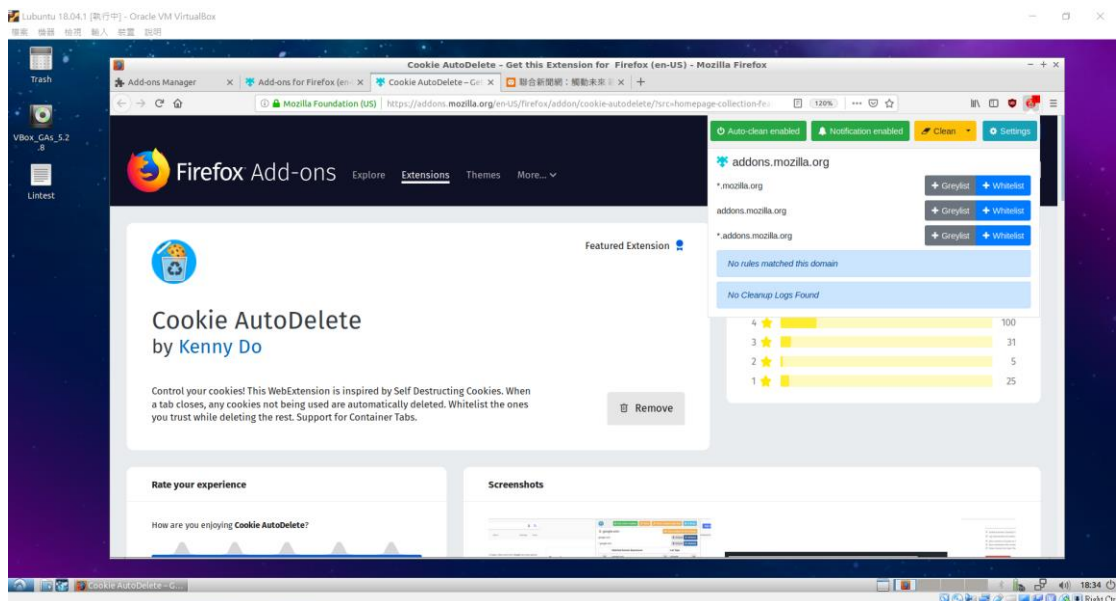 Lubuntu 18.04.1 [執行中] - Oracle VM VirtualBox
檔案 機器 檢視 輸入 裝置 說明
Trash
VBox_GAs_5.2
.8
Lintest
Cookie AutoDelete – Get this Extension for Firefox (en-US) - Mozilla Firefox
Add-ons Manager
Add-ons for Firefox (en-
Cookie AutoDelete – Get
聯合新聞網：觸動未來
Mozilla Foundation (US)
https://addons.mozilla.org/en-US/firefox/addon/cookie-autodelete/?src=homepage-collection-fea
120%
Auto-clean enabled
Notification enabled
Clean
Settings
addons.mozilla.org
*.mozilla.org
+ Greylist
+ Whitelist
addons.mozilla.org
+ Greylist
+ Whitelist
*.addons.mozilla.org
+ Greylist
+ Whitelist
No rules matched this domain
No Cleanup Logs Found
Firefox Add-ons
Explore
Extensions
Themes
More...
Featured Extension
Cookie AutoDelete
by Kenny Do
Control your cookies! This WebExtension is inspired by Self Destructing Cookies. When
a tab closes, any cookies not being used are automatically deleted. Whitelist the ones
you trust while deleting the rest. Support for Container Tabs.
Remove
4 100
3 31
2 5
1 25
Rate your experience
How are you enjoying Cookie AutoDelete?
Screenshots
Cookie AutoDelete – G...
18:34